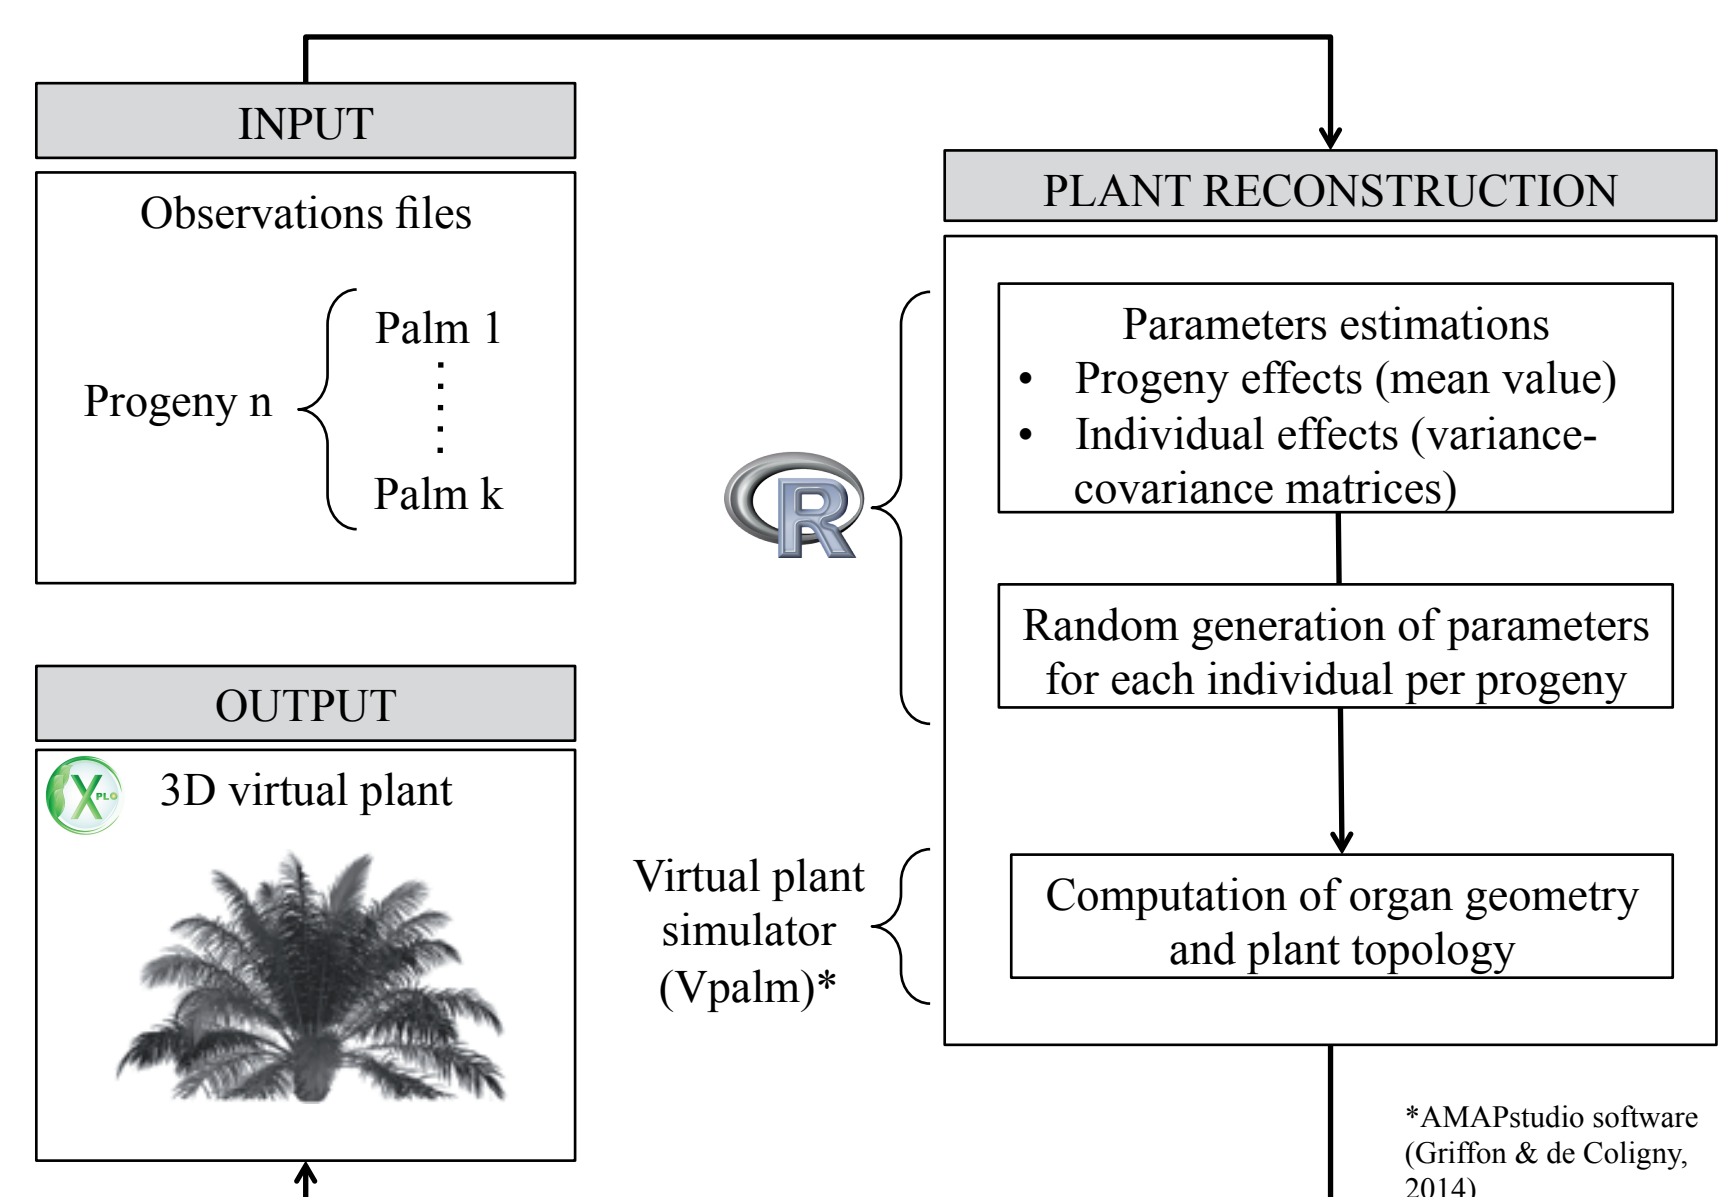 INPUT
Observations files
Progeny n
Palm 1
Palm k
OUTPUT
X PLO
3D virtual plant
PLANT RECONSTRUCTION
R
Parameters estimations
• Progeny effects (mean value)
• Individual effects (variance-
covariance matrices)
Random generation of parameters
for each individual per progeny
Virtual plant
simulator
(Vpalm)*
Computation of organ geometry
and plant topology
*AMAPstudio software
(Griffon & de Coligny,
2014)